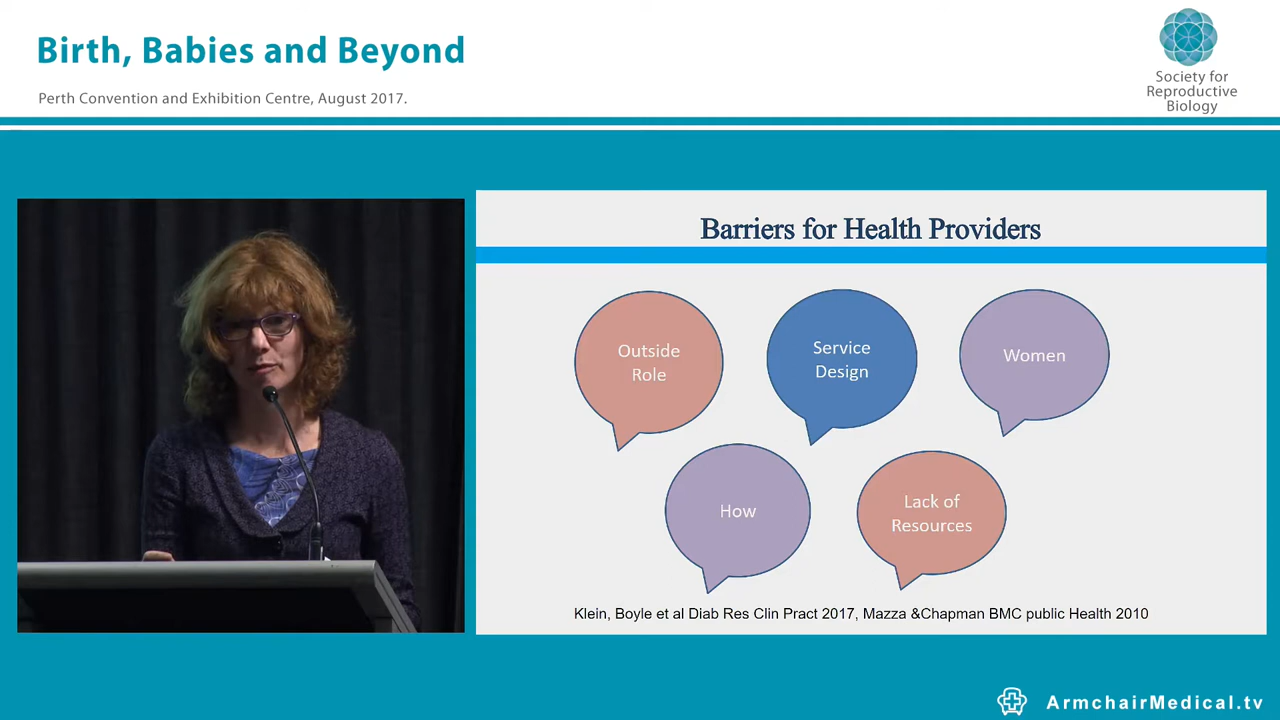 Birth, Babies and Beyond
Perth Convention and Exhibition Centre, August 2017.
Society for
Reproductive
Biology
Barriers for Health Providers
Outside
Role
Service
Design
Women
How
Lack of
Resources
Klein, Boyle et al Diab Res Clin Pract 2017, Mazza &Chapman BMC public Health 2010
ArmchairMedical.tv